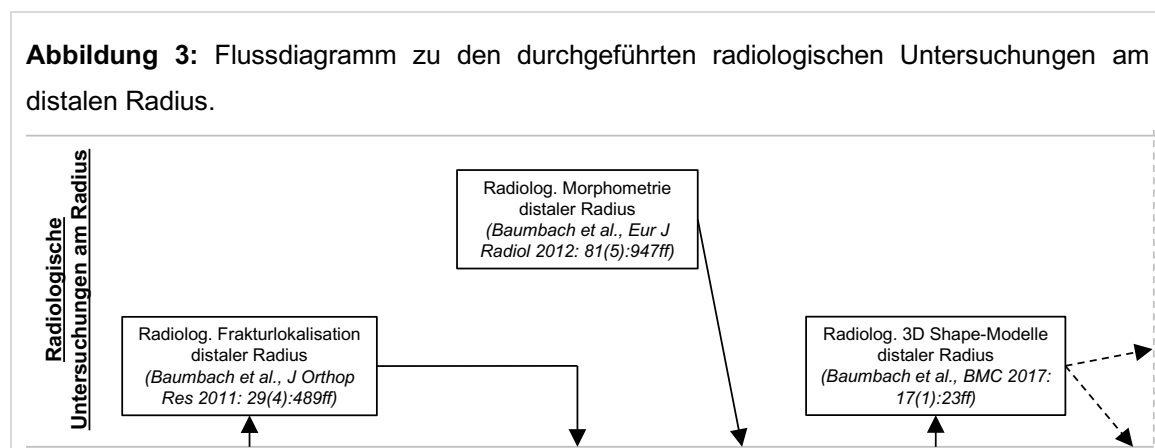 Abbildung 3: Flussdiagramm zu den durchgeführten radiologischen Untersuchungen am
distalen Radius.
Radiologische
Untersuchungen am Radius
Radiolog. Morphometrie
distaler Radius
(Baumbach et al., Eur J
Radiol 2012: 81(5):947ff)
Radiolog. Frakturlokalisation
distaler Radius
(Baumbach et al., J Orthop
Res 2011: 29(4):489ff)
Radiolog. 3D Shape-Modelle
distaler Radius
(Baumbach et al., BMC 2017:
17(1):23ff)